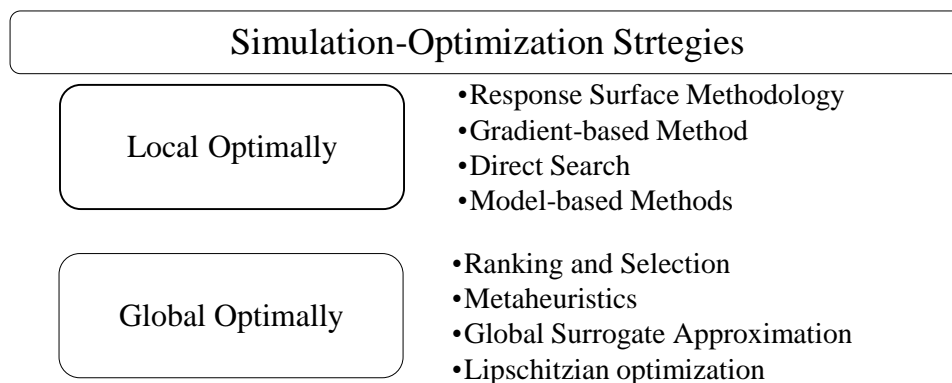 Simulation-Optimization Strtegies
Local Optimally
•Response Surface Methodology
•Gradient-based Method
•Direct Search
•Model-based Methods
Global Optimally
•Ranking and Selection
•Metaheuristics
•Global Surrogate Approximation
•Lipschitzian optimization